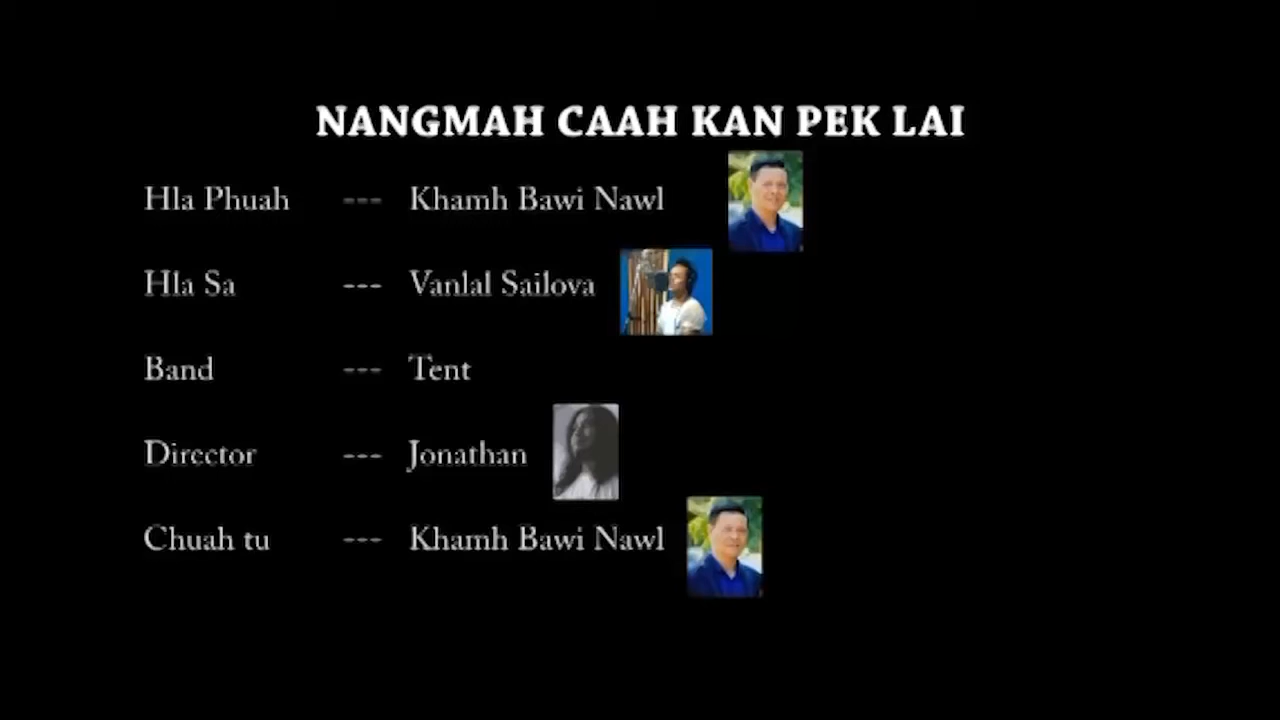 NANGMAH CAAH KAN PEK LAI
Hla Phuah --- Khamh Bawi Nawl
Hla Sa --- Vanlal Sailova
Band --- Tent
Director --- Jonathan
Chuah tu --- Khamh Bawi Nawl